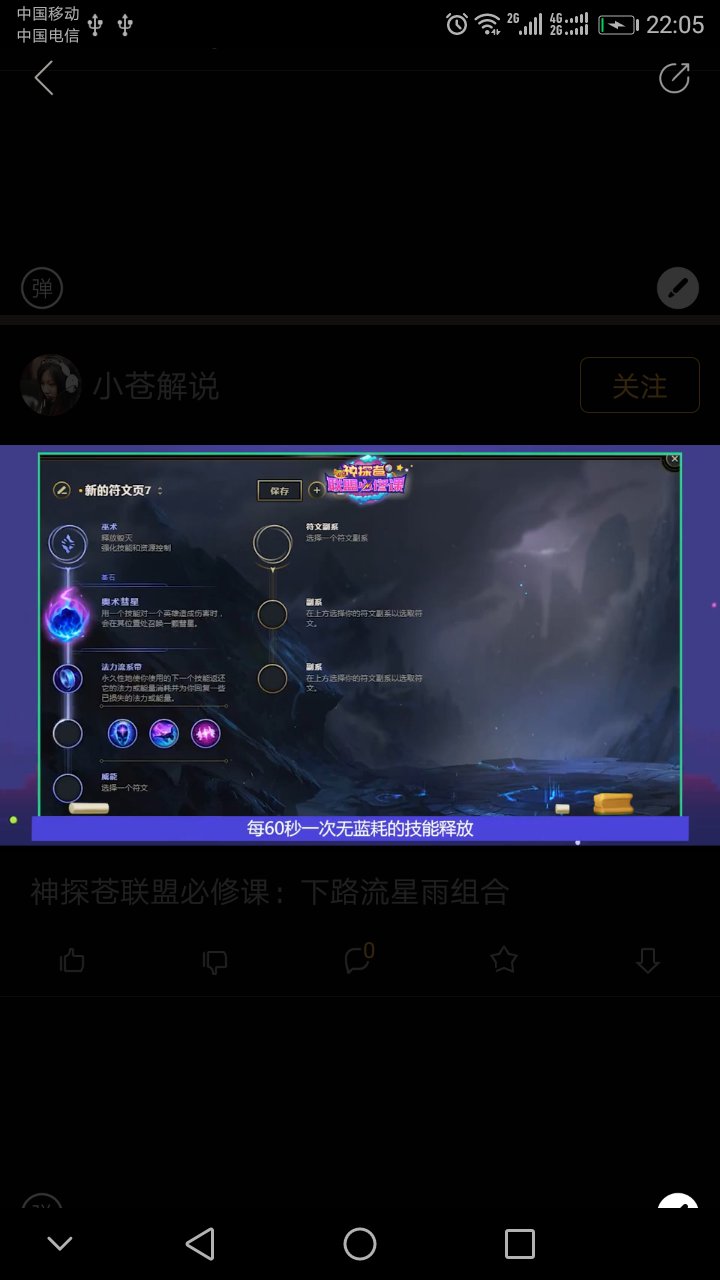 中国移动
中国电信
2G
4G
2G
22:05
弹
小苍解说
关注
神探苍
联盟必修课
新的符文页7
保存
巫术
释放毁灭
强化技能和资源控制
符文副系
选择一个符文副系
基石
奥术彗星
用一个技能对一个英雄造成伤害时，
会在其位置处召唤一颗彗星。
副系
在上方选择你的符文副系以选取符
文。
法力流系带
永久性地使你使用的下一个技能返还
它的法力或能量消耗并为你回复一些
已损失的法力或能量。
副系
在上方选择你的符文副系以选取符
文。
威能
选择一个符文
每60秒一次无蓝耗的技能释放
神探苍联盟必修课：下路流星雨组合
0